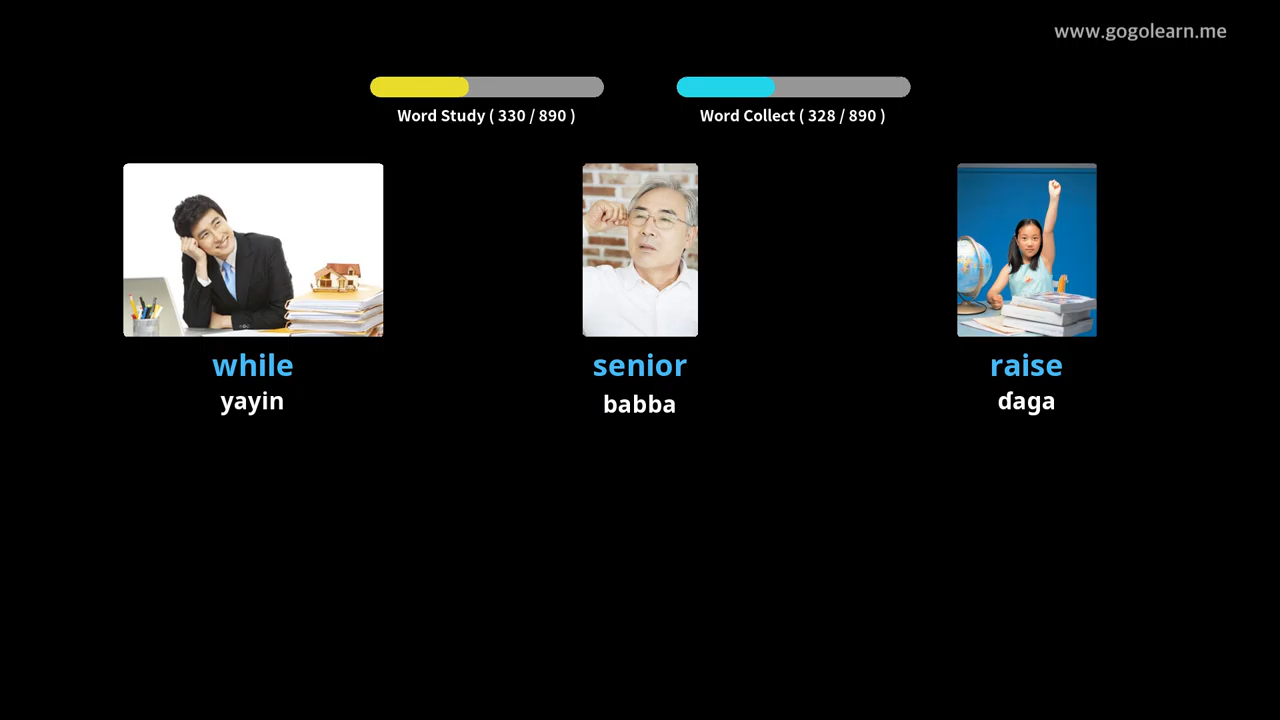 www.gogolearn.me
Word Study ( 330 / 890 )
Word Collect ( 328 / 890 )
while
yayin
senior
babba
raise
ɗaga